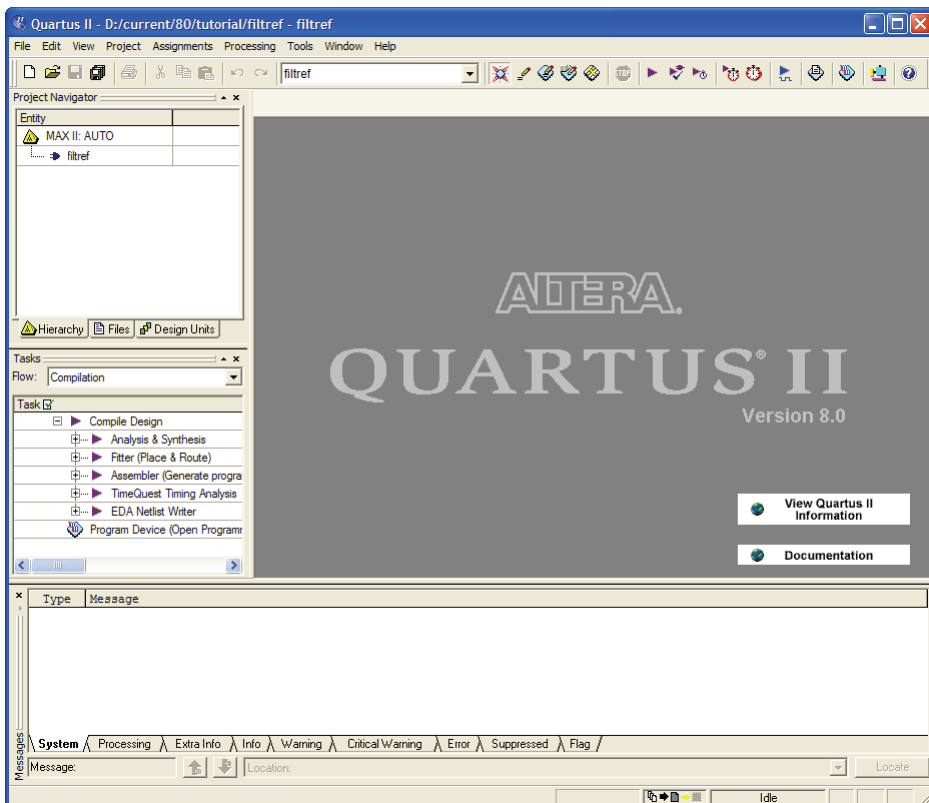 Quartus II - D:/current/80/tutorial/filtref - filtref
File Edit View Project Assignments Processing Tools Window Help
filtref
STOP
Project Navigator
Entity
MAX II: AUTO
filtref
Hierarchy Files Design Units
Tasks
Flow: Compilation
Task
Compile Design
Analysis & Synthesis
Fitter (Place & Route)
Assembler (Generate progra
TimeQuest Timing Analysis
EDA Netlist Writer
Program Device (Open Programr
ALTERA.
QUARTUS® II
Version 8.0
View Quartus II
Information
Documentation
Type Message
System Processing Extra Info Info Warning Critical Warning Error Suppressed Flag
Messages
Message: Location: Locate
Idle